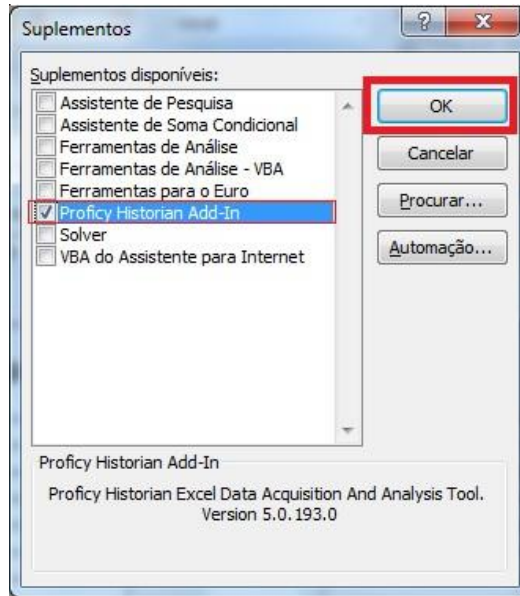 Suplementos
Suplementos disponíveis:
Assistente de Pesquisa
Assistente de Soma Condicional
Ferramentas de Análise
Ferramentas de Análise - VBA
Ferramentas para o Euro
Proficy Historian Add-In
Solver
VBA do Assistente para Internet
OK
Cancelar
Procurar...
Automação...
Proficy Historian Add-In
Proficy Historian Excel Data Acquisition And Analysis Tool.
Version 5.0.193.0